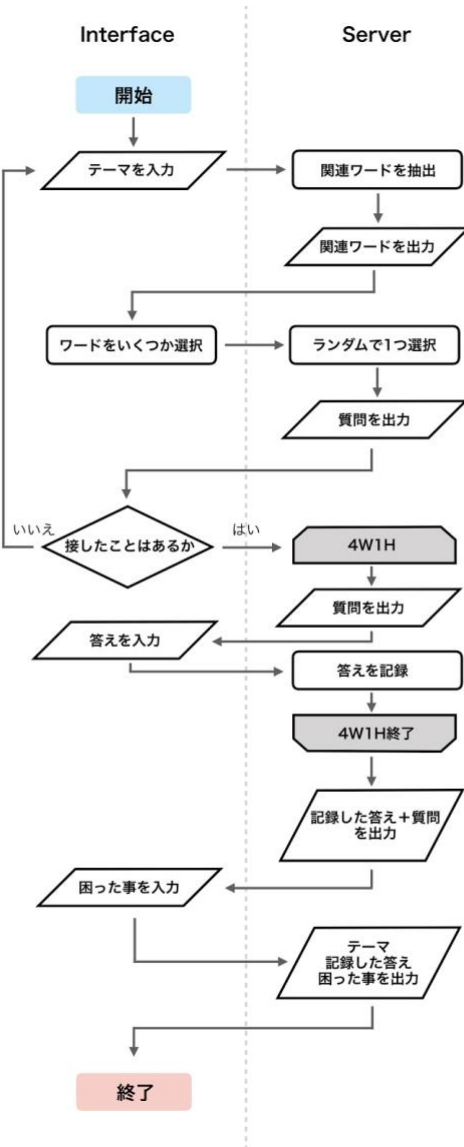 Interface
Server
開始
テーマを入力
関連ワードを抽出
関連ワードを出力
ワードをいくつか選択
ランダムで1つ選択
質問を出力
いいえ
接したことはあるか
はい
4W1H
質問を出力
答えを入力
答えを記録
4W1H終了
記録した答え＋質問
を出力
困った事を入力
テーマ
記録した答え
困った事を出力
終了